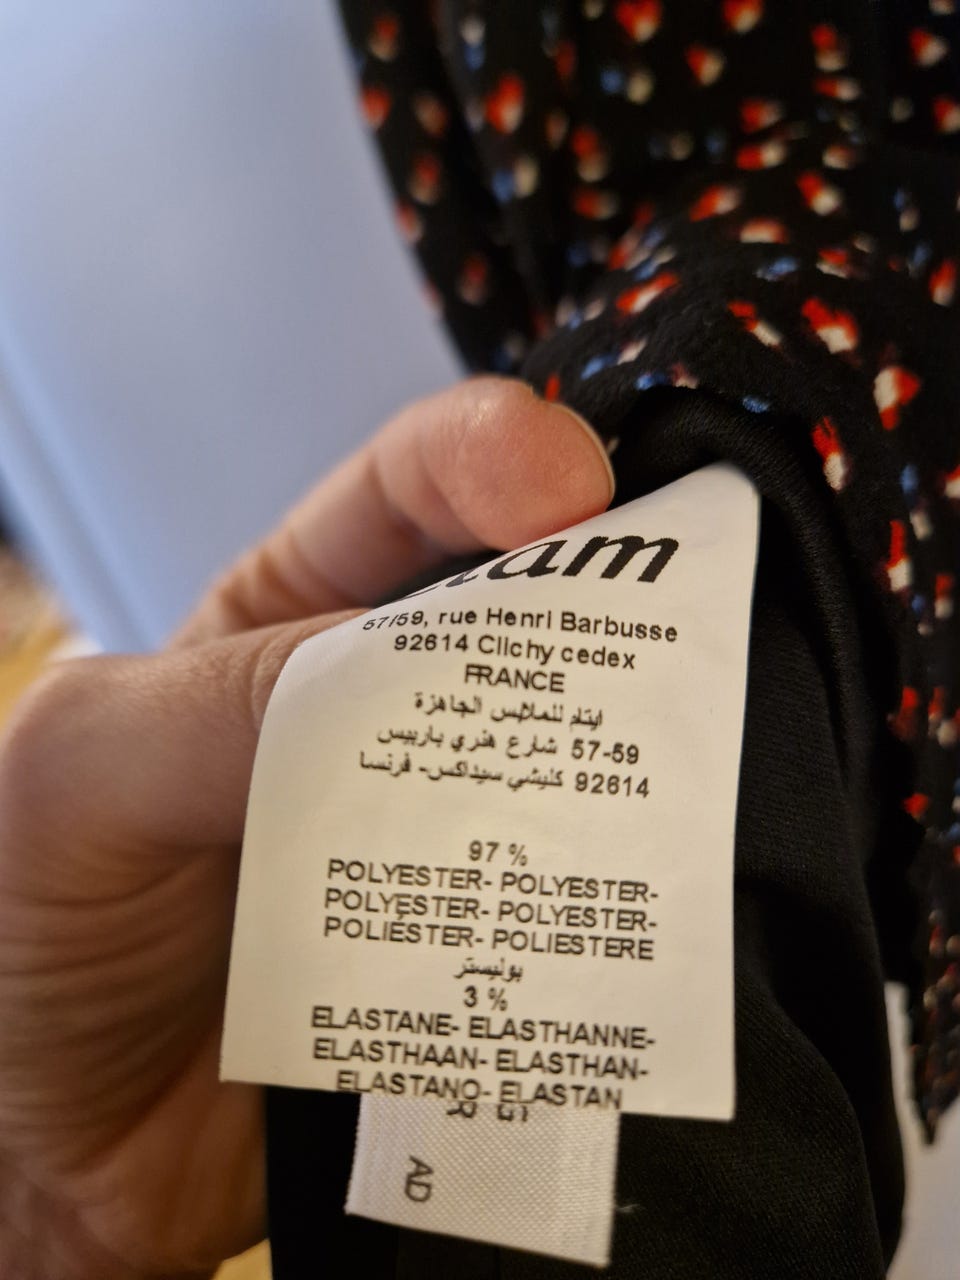 57/59, rue Henri Barbusse
92614 Clichy cedex
FRANCE
ايتام للملابس الجاهزة
57-59 شارع هنري باربيس
92614 كليشي سيداكس- فرنسا
97 %
POLYESTER- POLYESTER-
POLYESTER- POLYESTER-
POLIÉSTER- POLIESTERE
بوليستر
3 %
ELASTANE- ELASTHANNE-
ELASTHAAN- ELASTHAN-
ELASTANO- ELASTAN
AD